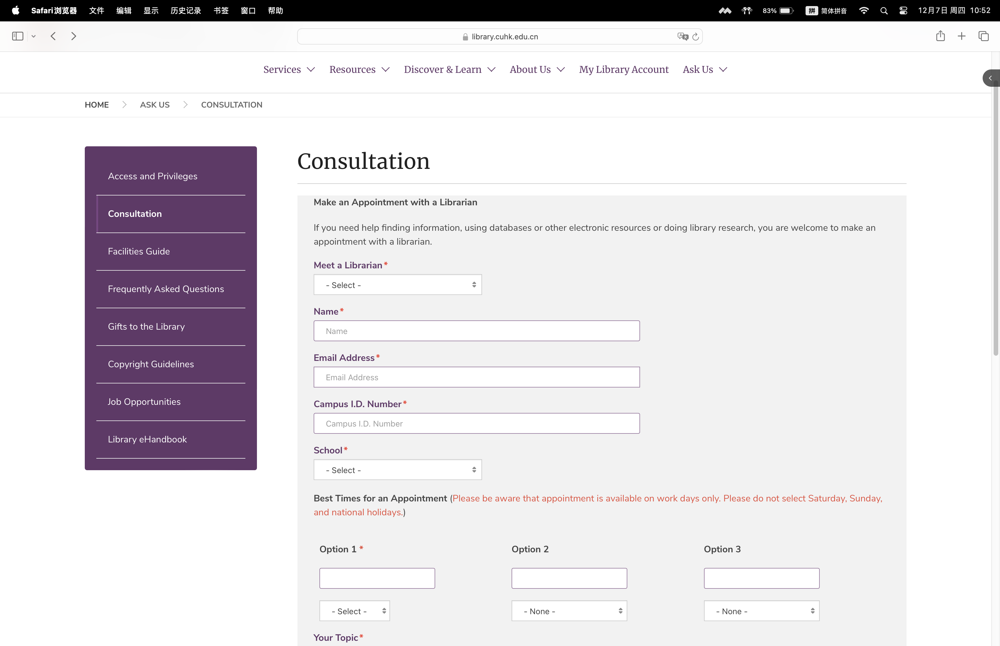 Safari浏览器 文件 编辑 显示 历史记录 书签 窗口 帮助 83% 拼 简体拼音 12月7日 周四 10:52
library.cuhk.edu.cn
Services Resources Discover & Learn About Us My Library Account Ask Us
HOME ASK US CONSULTATION
Access and Privileges
Consultation
Facilities Guide
Frequently Asked Questions
Gifts to the Library
Copyright Guidelines
Job Opportunities
Library eHandbook
Consultation
Make an Appointment with a Librarian
If you need help finding information, using databases or other electronic resources or doing library research, you are welcome to make an
appointment with a librarian.
Meet a Librarian*
- Select -
Name*
Name
Email Address*
Email Address
Campus I.D. Number*
Campus I.D. Number
School*
- Select -
Best Times for an Appointment (Please be aware that appointment is available on work days only. Please do not select Saturday, Sunday,
and national holidays.)
Option 1 * Option 2 Option 3
- Select - - None - - None -
Your Topic*